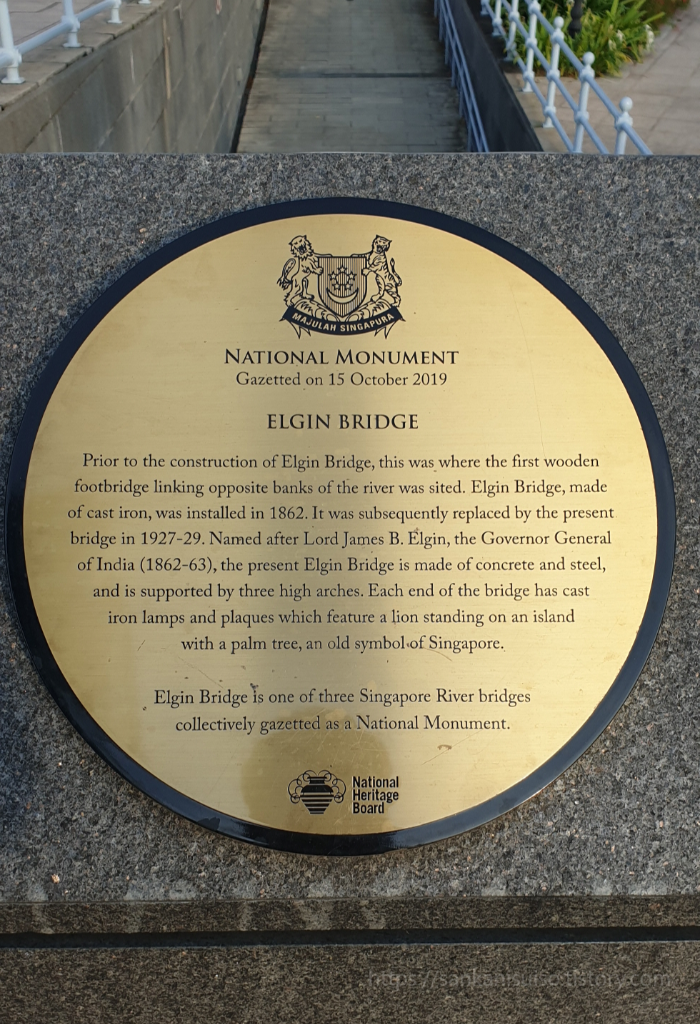 MAJULAH SINGAPURA
NATIONAL MONUMENT
Gazetted on 15 October 2019
ELGIN BRIDGE
Prior to the construction of Elgin Bridge, this was where the first wooden
footbridge linking opposite banks of the river was sited. Elgin Bridge, made
of cast iron, was installed in 1862. It was subsequently replaced by the present
bridge in 1927-29. Named after Lord James B. Elgin, the Governor General
of India (1862-63), the present Elgin Bridge is made of concrete and steel,
and is supported by three high arches. Each end of the bridge has cast
iron lamps and plaques which feature a lion standing on an island
with a palm tree, an old symbol of Singapore.
Elgin Bridge is one of three Singapore River bridges
collectively gazetted as a National Monument.
National
Heritage
Board